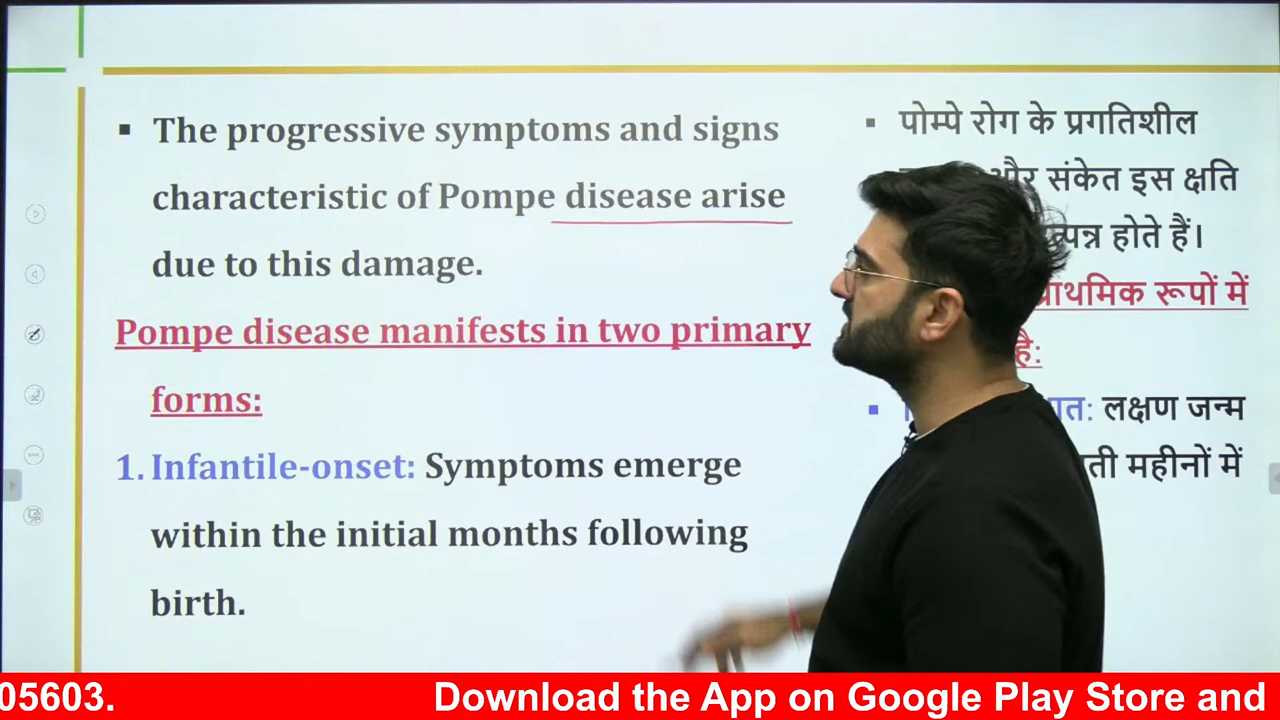 ▪ The progressive symptoms and signs
characteristic of Pompe disease arise
due to this damage.
Pompe disease manifests in two primary
forms:
1. Infantile-onset: Symptoms emerge
within the initial months following
birth.
▪ पोम्पे रोग के प्रगतिशील
और संकेत इस क्षति
होते हैं।
रूपों में
है:
लक्षण जन्म
महीनों में
05603. Download the App on Google Play Store and